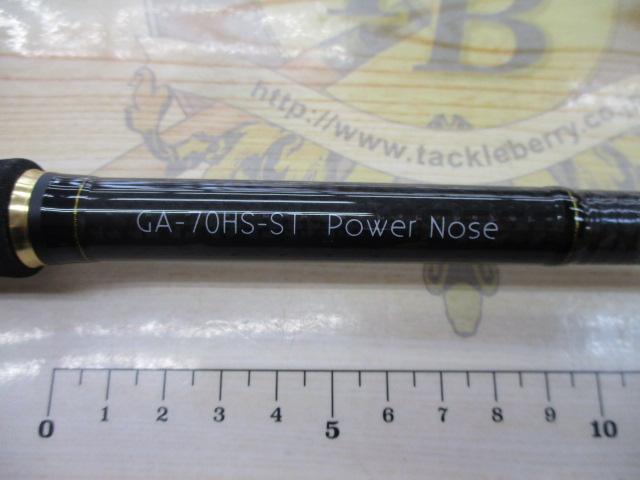 B
http://www.tackleberry.co
GA-70HS-ST Power Nose
0 1 2 3 4 5 6 7 8 9 10